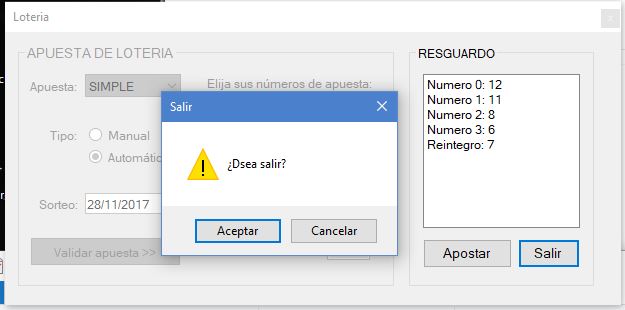 Loteria
APUESTA DE LOTERIA
Apuesta:
SIMPLE
Elija sus números de apuesta:
Tipo:
Manual
Automátic
Sorteo:
28/11/2017
Validar apuesta >>
Salir
¿Dsea salir?
Aceptar
Cancelar
RESGUARDO
Numero 0: 12
Numero 1: 11
Numero 2: 8
Numero 3: 6
Reintegro: 7
Apostar
Salir